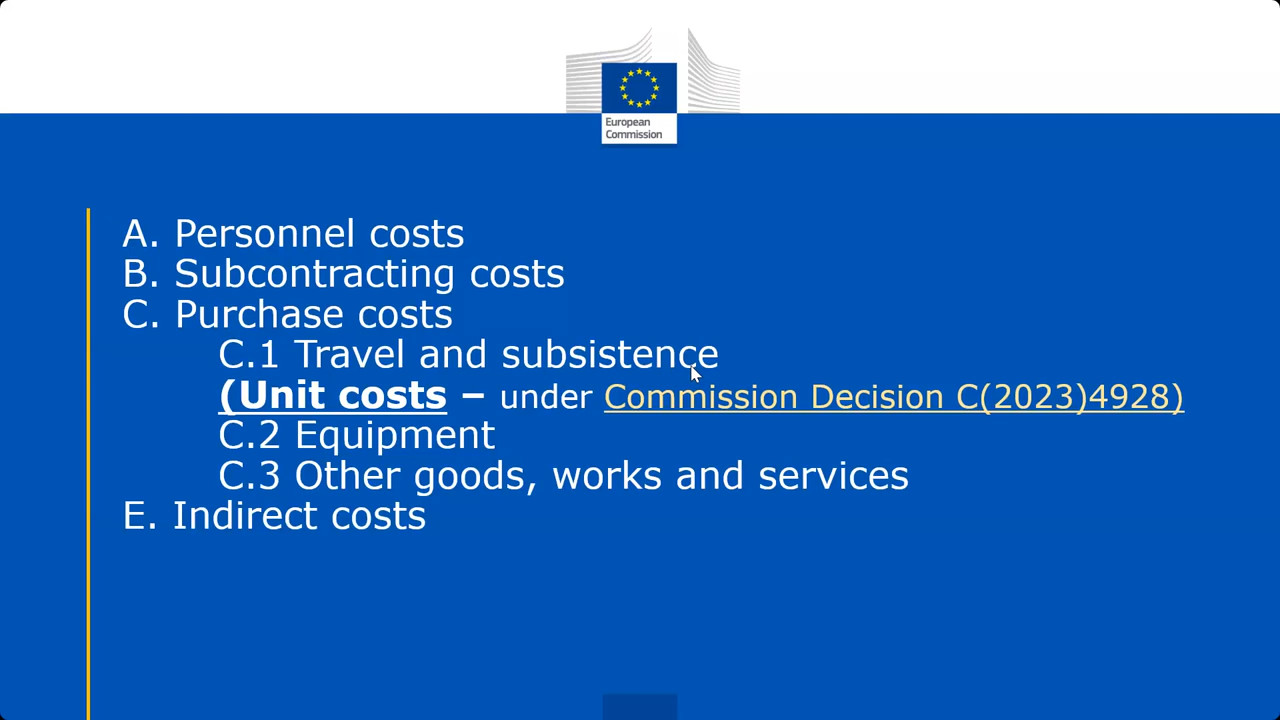 European
Commission
A. Personnel costs
B. Subcontracting costs
C. Purchase costs
C.1 Travel and subsistence
(Unit costs – under Commission Decision C(2023)4928)
C.2 Equipment
C.3 Other goods, works and services
E. Indirect costs